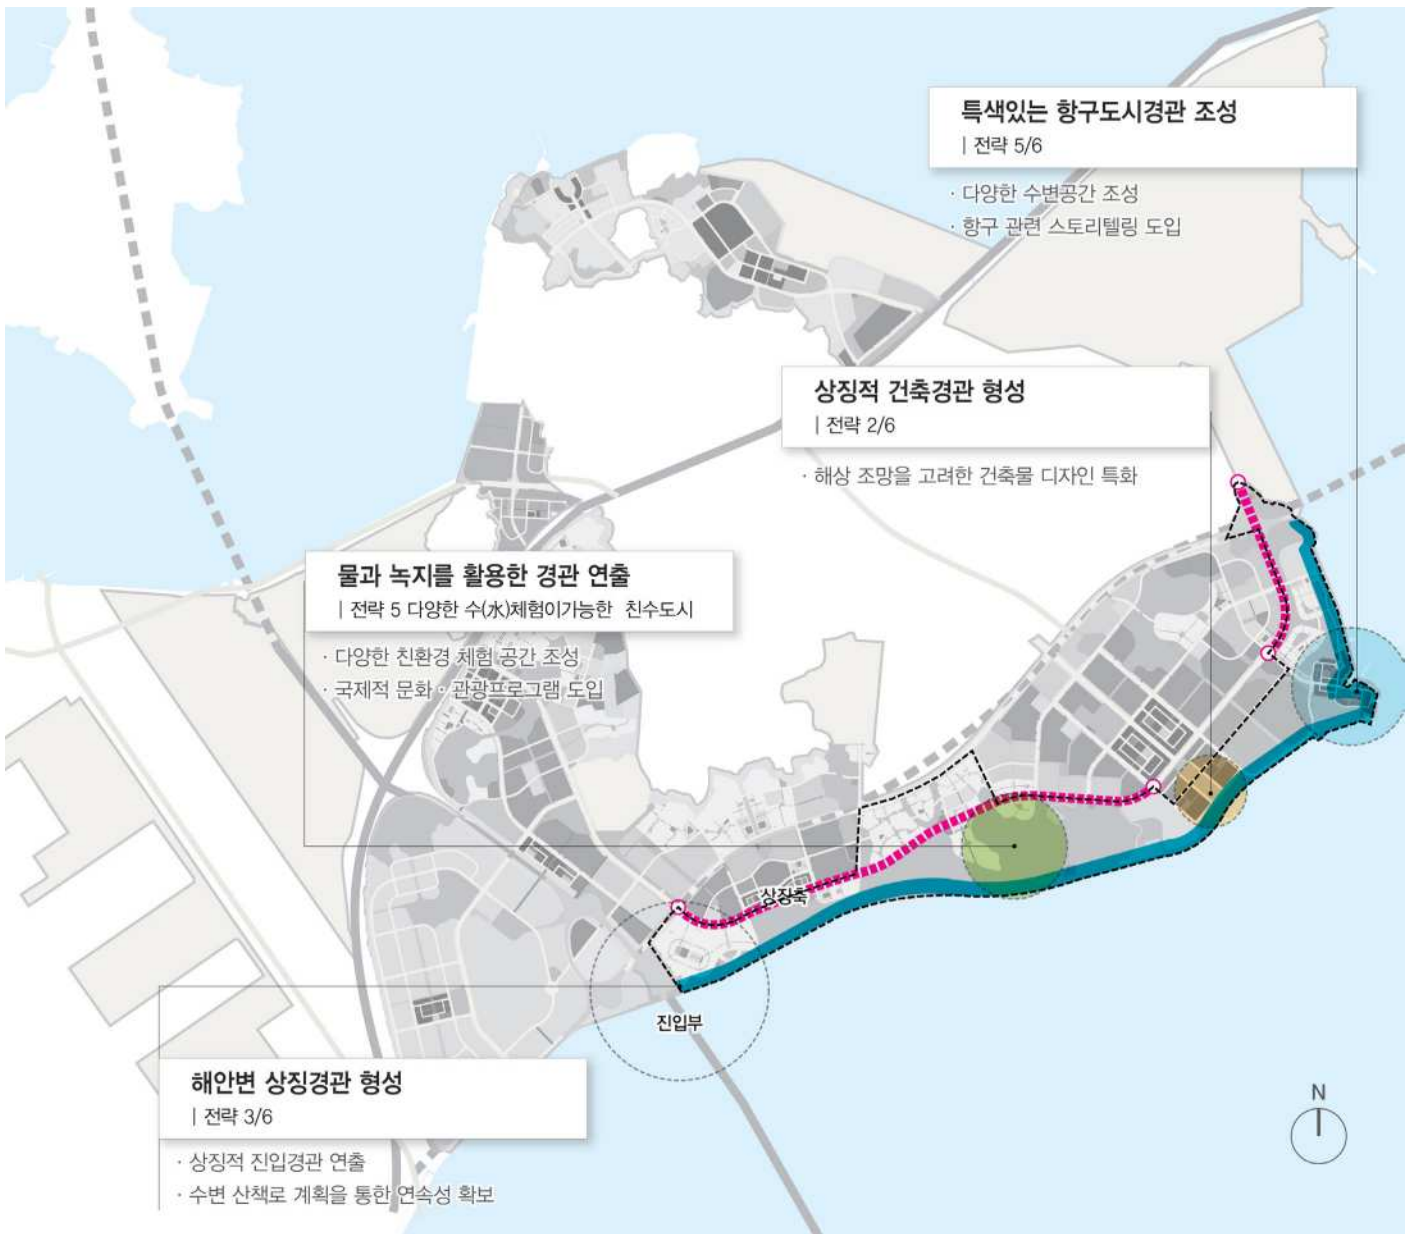 특색있는 항구도시경관 조성
| 전략 5/6
· 다양한 수변공간 조성
· 항구 관련 스토리텔링 도입
상징적 건축경관 형성
| 전략 2/6
· 해상 조망을 고려한 건축물 디자인 특화
물과 녹지를 활용한 경관 연출
| 전략 5 다양한 수(水)체험이가능한 친수도시
· 다양한 친환경 체험 공간 조성
· 국제적 문화 · 관광프로그램 도입
상징축
진입부
해안변 상징경관 형성
| 전략 3/6
· 상징적 진입경관 연출
· 수변 산책로 계획을 통한 연속성 확보
N